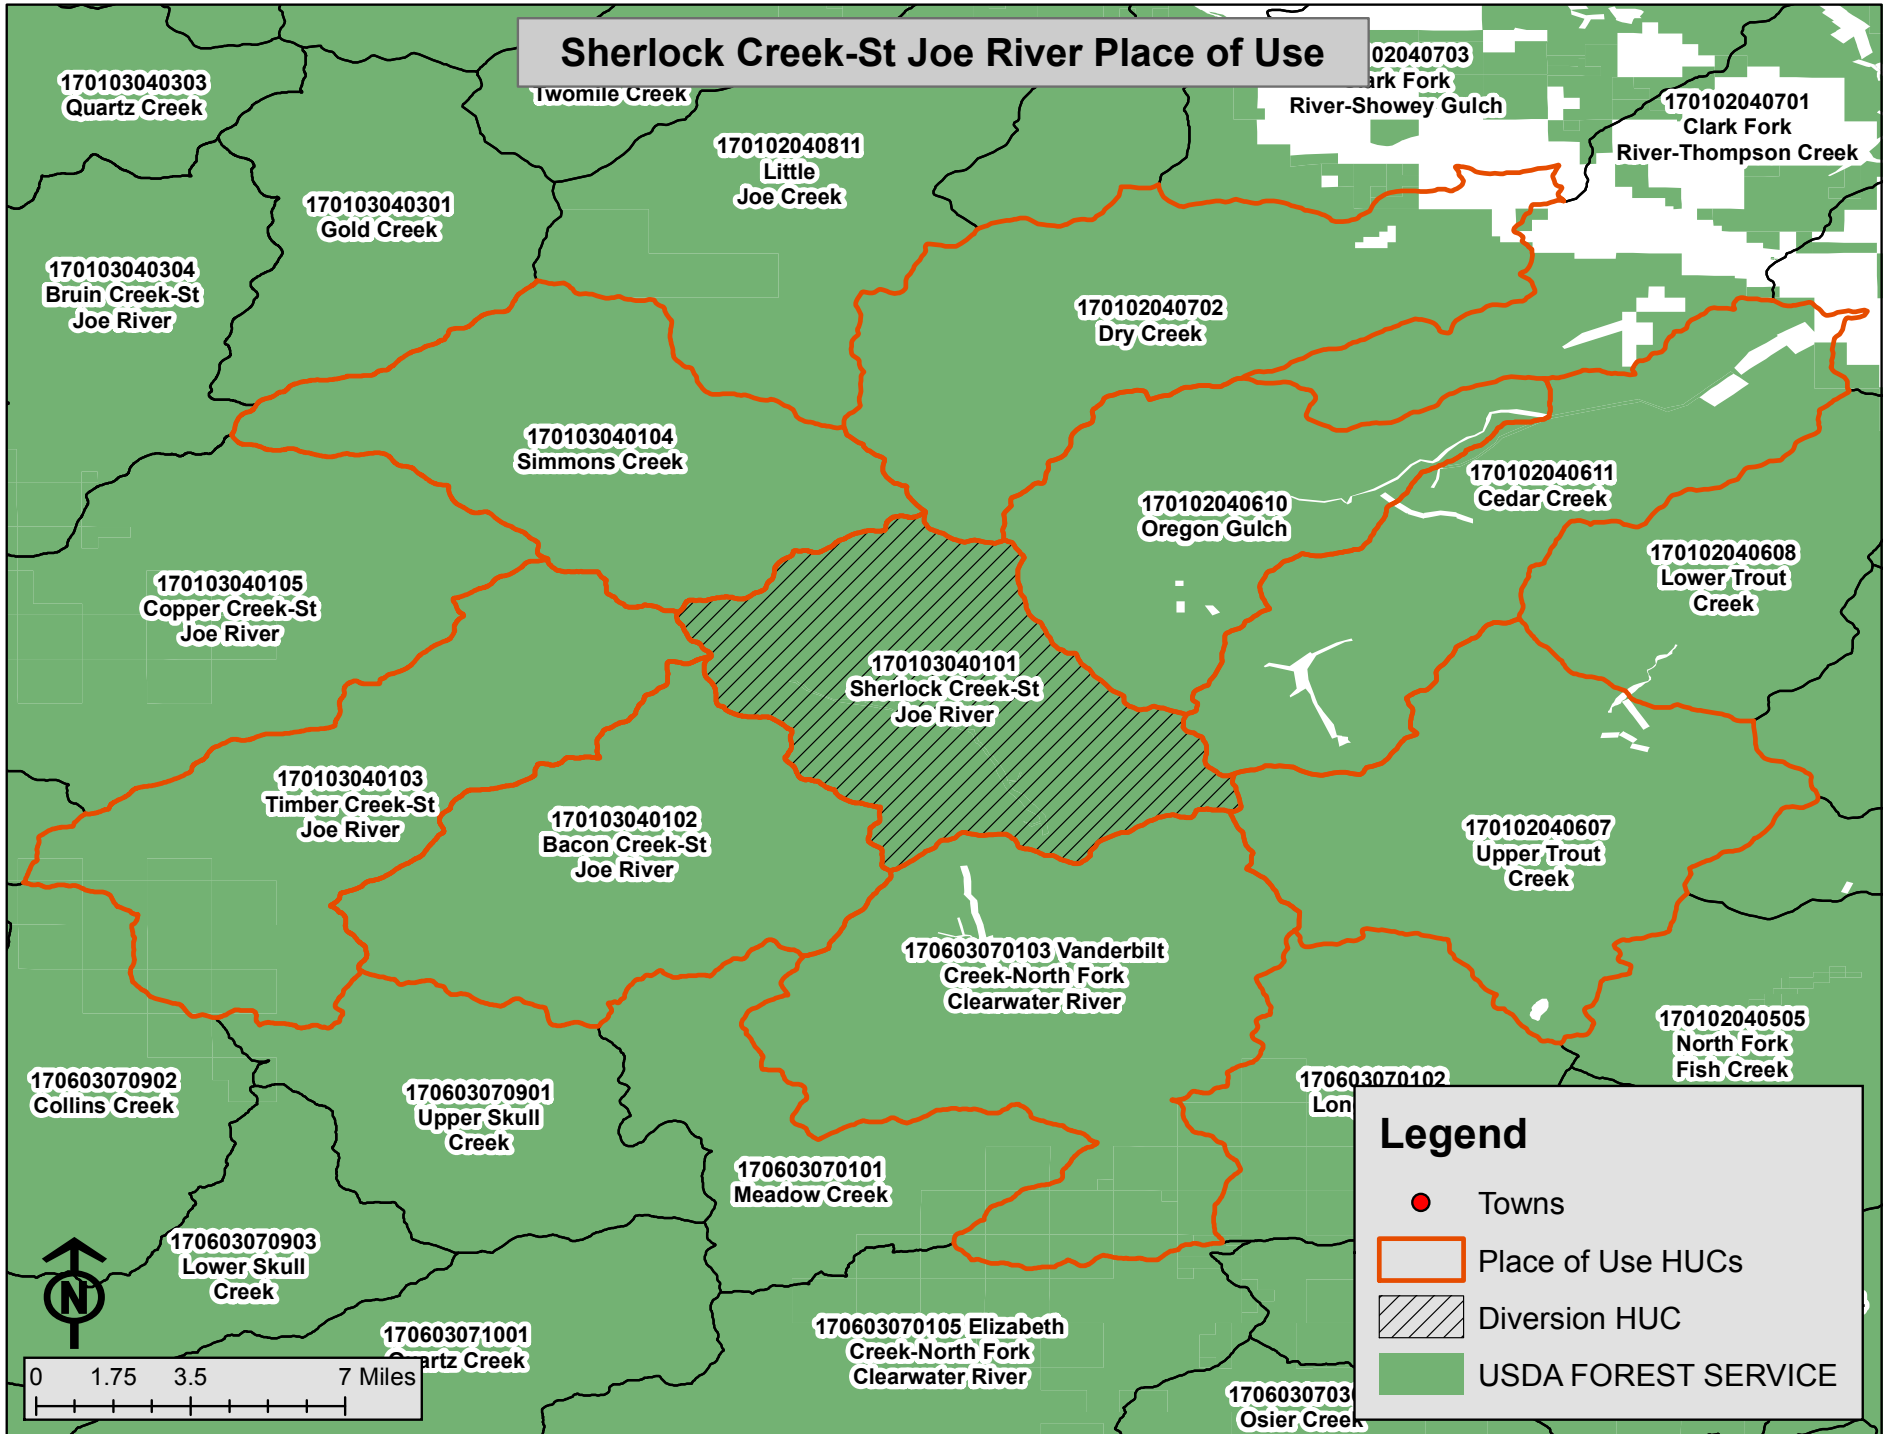 Sherlock Creek-St Joe River Place of Use
170103040303
Quartz Creek
Twomile Creek
02040703
ark Fork
River-Showey Gulch
170102040701
Clark Fork
River-Thompson Creek
170102040811
Little
Joe Creek
170103040301
Gold Creek
170103040304
Bruin Creek-St
Joe River
170102040702
Dry Creek
170103040104
Simmons Creek
170102040611
Cedar Creek
170102040610
Oregon Gulch
170102040608
Lower Trout
Creek
170103040105
Copper Creek-St
Joe River
170103040101
Sherlock Creek-St
Joe River
170103040103
Timber Creek-St
Joe River
170103040102
Bacon Creek-St
Joe River
170102040607
Upper Trout
Creek
170603070103 Vanderbilt
Creek-North Fork
Clearwater River
170102040505
North Fork
Fish Creek
170603070902
Collins Creek
170603070901
Upper Skull
Creek
170603070102
Lon
170603070101
Meadow Creek
170603070903
Lower Skull
Creek
170603071001
Quartz Creek
170603070105 Elizabeth
Creek-North Fork
Clearwater River
17060307030
Osier Creek
N
0 1.75 3.5 7 Miles
Legend
Towns
Place of Use HUCs
Diversion HUC
USDA FOREST SERVICE